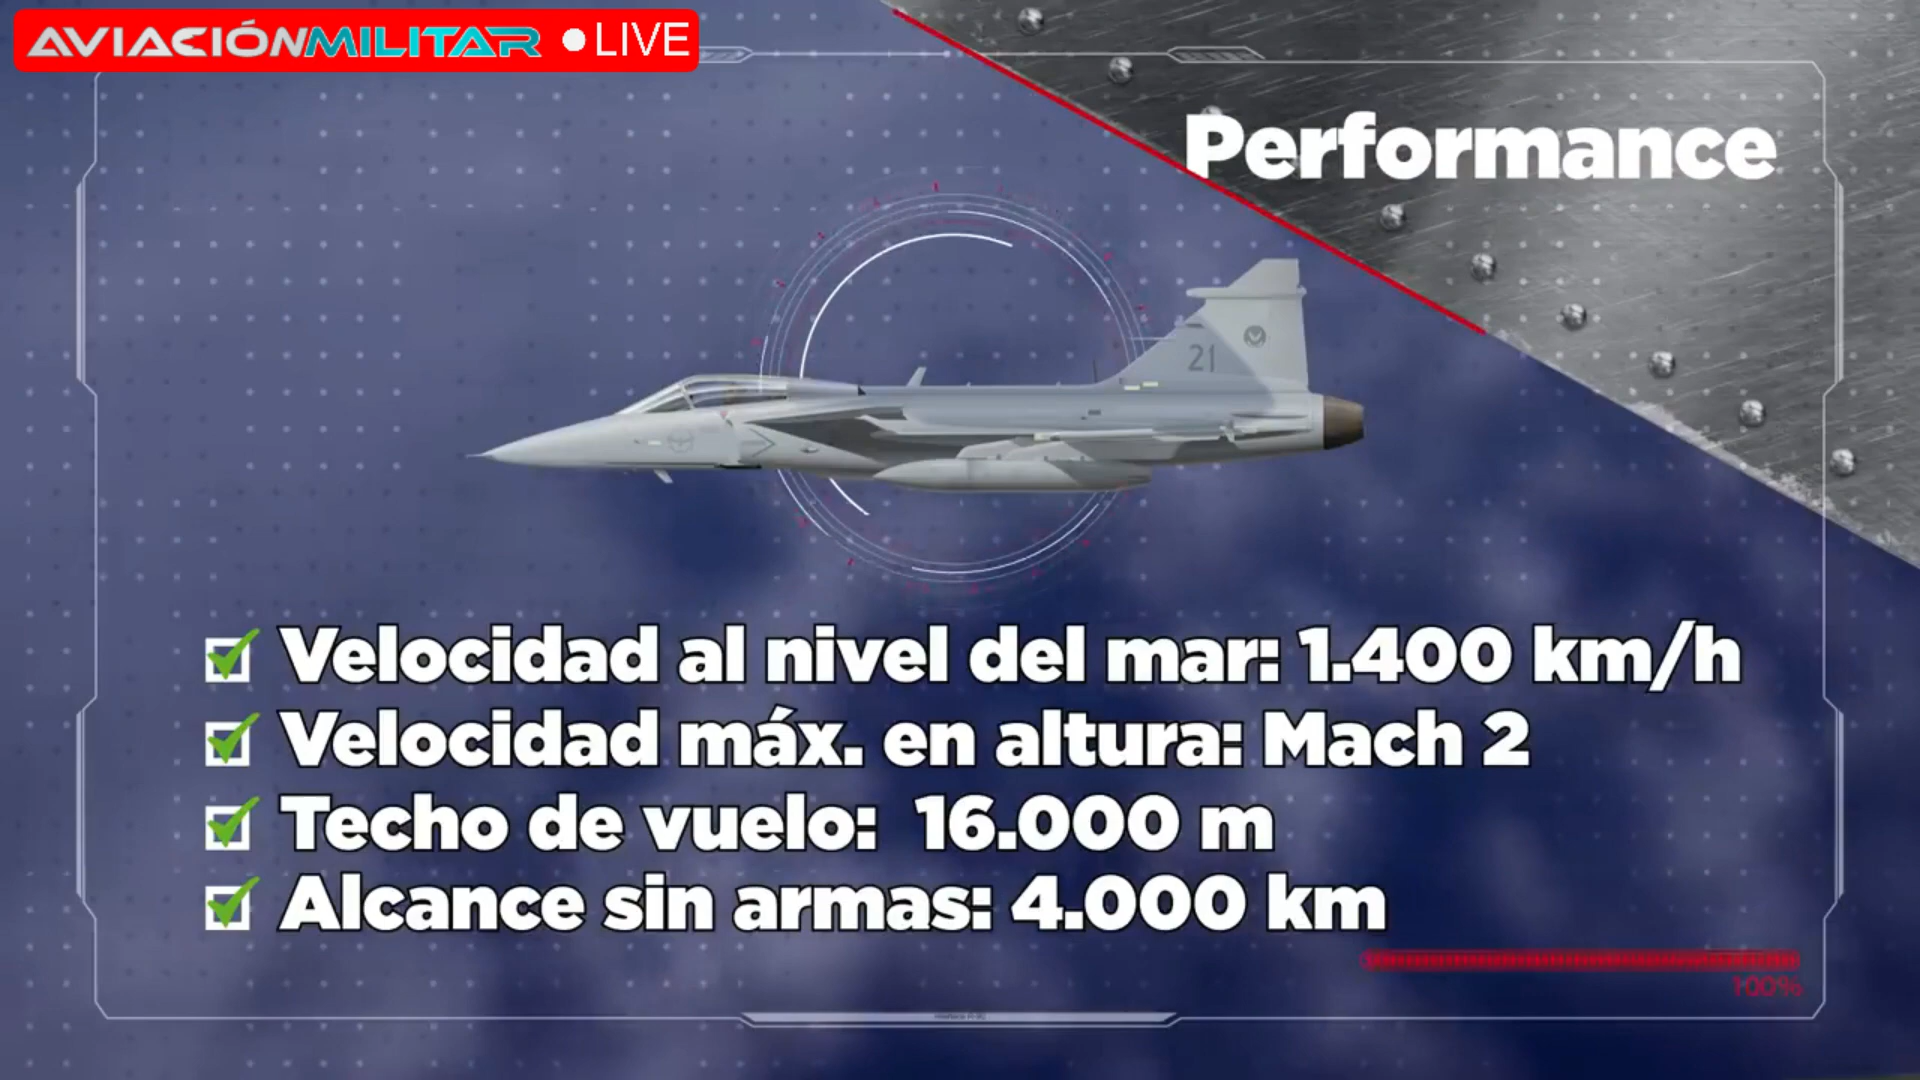 AVIACIÓNMILITAR LIVE
Performance
21
Velocidad al nivel del mar: 1.400 km/h
Velocidad máx. en altura: Mach 2
Techo de vuelo: 16.000 m
Alcance sin armas: 4.000 km
100%